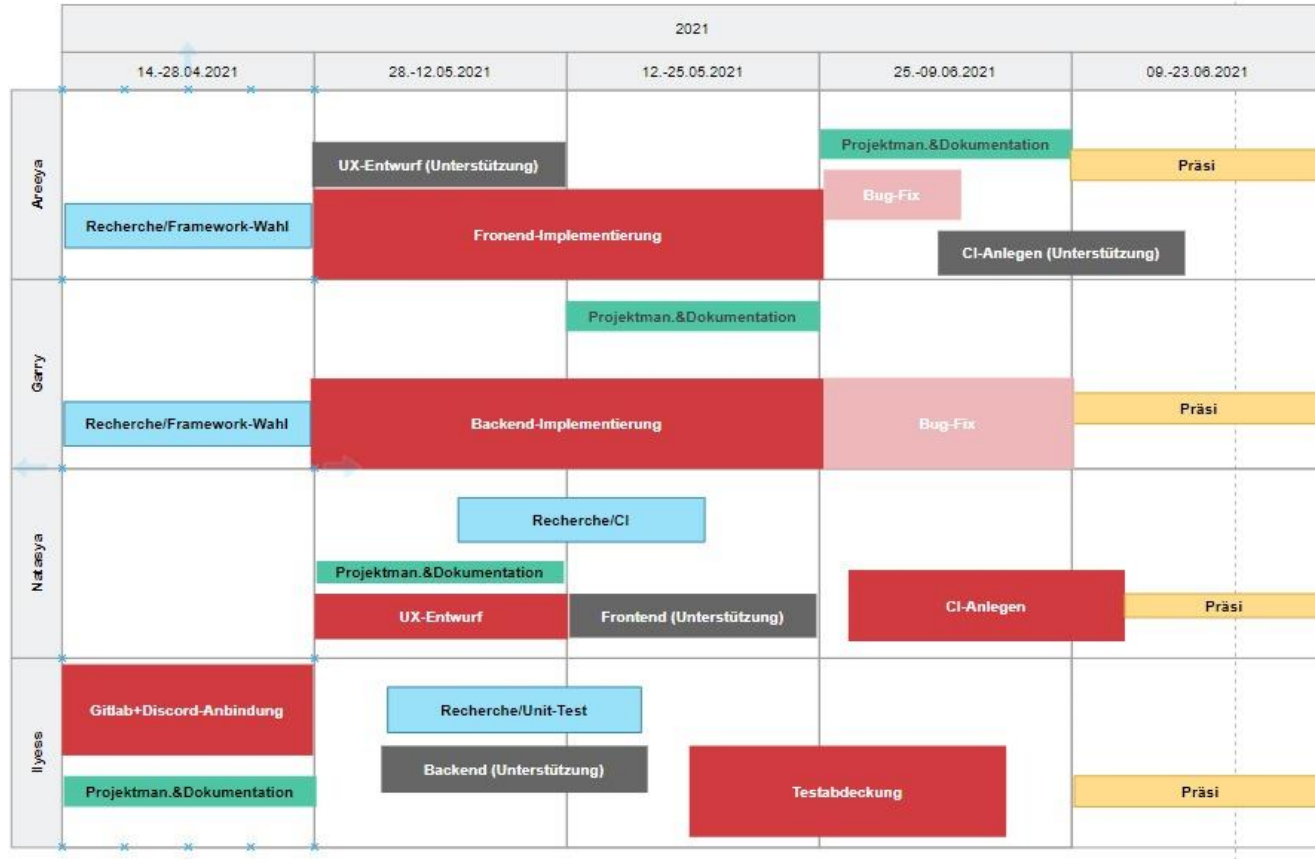 2021
14.-28.04.2021
28.-12.05.2021
12.-25.05.2021
25.-09.06.2021
09.-23.06.2021
Areeya
UX-Entwurf (Unterstützung)
Projektman.&Dokumentation
Präsi
Bug-Fix
Recherche/Framework-Wahl
Fronend-Implementierung
CI-Anlegen (Unterstützung)
Garry
Projektman.&Dokumentation
Recherche/Framework-Wahl
Backend-Implementierung
Bug-Fix
Präsi
Natasya
Recherche/CI
Projektman.&Dokumentation
UX-Entwurf
Frontend (Unterstützung)
CI-Anlegen
Präsi
Ilyess
Gitlab+Discord-Anbindung
Recherche/Unit-Test
Backend (Unterstützung)
Projektman.&Dokumentation
Testabdeckung
Präsi